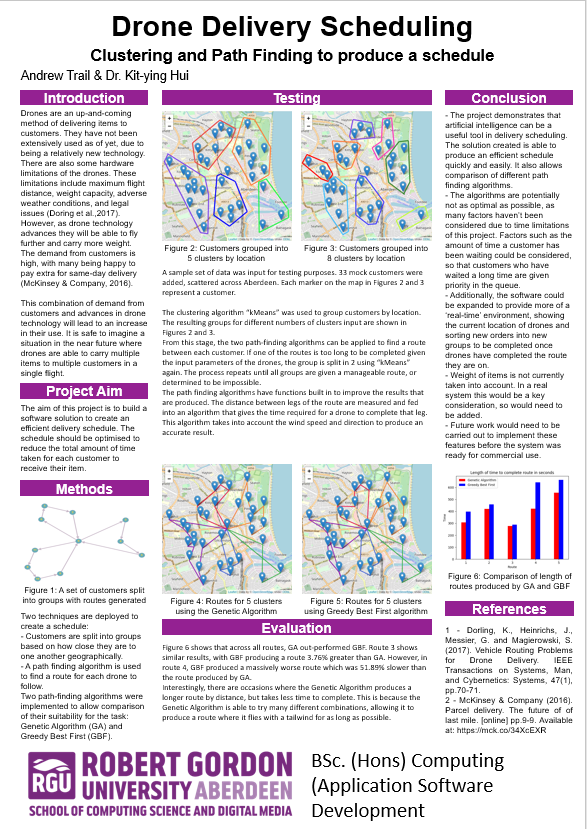 Drone Delivery Scheduling
Clustering and Path Finding to produce a schedule
Andrew Trail & Dr. Kit-ying Hui
Introduction
Drones are an up-and-coming
method of delivering items to
customers. They have not been
extensively used as of yet, due to
being a relatively new technology.
There are also some hardware
limitations of the drones. These
limitations include maximum flight
distance, weight capacity, adverse
weather conditions, and legal
issues (Doring et al.,2017).
However, as drone technology
advances they will be able to fly
further and carry more weight.
The demand from customers is
high, with many being happy to
pay extra for same-day delivery
(McKinsey & Company, 2016).
This combination of demand from
customers and advances in drone
technology will lead to an increase
in their use. It is safe to imagine a
situation in the near future where
drones are able to carry multiple
items to multiple customers in a
single flight.
Project Aim
The aim of this project is to build a
software solution to create an
efficient delivery schedule. The
schedule should be optimised to
reduce the total amount of time
taken for each customer to
receive their item.
Methods
Figure 1: A set of customers split
into groups with routes generated
Two techniques are deployed to
create a schedule:
- Customers are split into groups
based on how close they are to
one another geographically.
- A path finding algorithm is used
to find a route for each drone to
follow.
Two path-finding algorithms were
implemented to allow comparison
of their suitability for the task:
Genetic Algorithm (GA) and
Greedy Best First (GBF).
Testing
Figure 2: Customers grouped into
5 clusters by location
Figure 3: Customers grouped into
8 clusters by location
A sample set of data was input for testing purposes. 33 mock customers were
added, scattered across Aberdeen. Each marker on the map in Figures 2 and 3
represent a customer.
The clustering algorithm “kMeans” was used to group customers by location.
The resulting groups for different numbers of clusters input are shown in
Figures 2 and 3.
From this stage, the two path-finding algorithms can be applied to find a route
between each customer. If one of the routes is too long to be completed given
the input parameters of the drones, the group is split in 2 using “kMeans”
again. The process repeats until all groups are given a manageable route, or
determined to be impossible.
The path finding algorithms have functions built in to improve the results that
are produced. The distance between legs of the route are measured and fed
into an algorithm that gives the time required for a drone to complete that leg.
This algorithm takes into account the wind speed and direction to produce an
accurate result.
Figure 4: Routes for 5 clusters
using the Genetic Algorithm
Figure 5: Routes for 5 clusters
using Greedy Best First algorithm
Evaluation
Figure 6 shows that across all routes, GA out-performed GBF. Route 3 shows
similar results, with GBF producing a route 3.76% greater than GA. However, in
route 4, GBF produced a massively worse route which was 51.89% slower than
the route produced by GA.
Interestingly, there are occasions where the Genetic Algorithm produces a
longer route by distance, but takes less time to complete. This is because the
Genetic Algorithm is able to try many different combinations, allowing it to
produce a route where it flies with a tailwind for as long as possible.
Conclusion
- The project demonstrates that
artificial intelligence can be a
useful tool in delivery scheduling.
The solution created is able to
produce an efficient schedule
quickly and easily. It also allows
comparison of different path
finding algorithms.
- The algorithms are potentially
not as optimal as possible, as
many factors haven’t been
considered due to time limitations
of this project. Factors such as the
amount of time a customer has
been waiting could be considered,
so that customers who have
waited a long time are given
priority in the queue.
- Additionally, the software could
be expanded to provide more of a
‘real-time’ environment, showing
the current location of drones and
sorting new orders into new
groups to be completed once
drones have completed the route
they are on.
- Weight of items is not currently
taken into account. In a real
system this would be a key
consideration, so would need to
be added.
- Future work would need to be
carried out to implement these
features before the system was
ready for commercial use.
Length of time to complete route in seconds
Genetic Algorithm
Greedy Best First
Figure 6: Comparison of length of
routes produced by GA and GBF
References
1 - Dorling, K., Heinrichs, J.,
Messier, G. and Magierowski, S.
(2017). Vehicle Routing Problems
for Drone Delivery. IEEE
Transactions on Systems, Man,
and Cybernetics: Systems, 47(1),
pp.70-71.
2 - McKinsey & Company (2016).
Parcel delivery. The future of of
last mile. [online] pp.9-9. Available
at: https://mck.co/34XcEXR
RGU
ROBERT GORDON
UNIVERSITY ABERDEEN
SCHOOL OF COMPUTING SCIENCE AND DIGITAL MEDIA
BSc. (Hons) Computing
(Application Software
Development